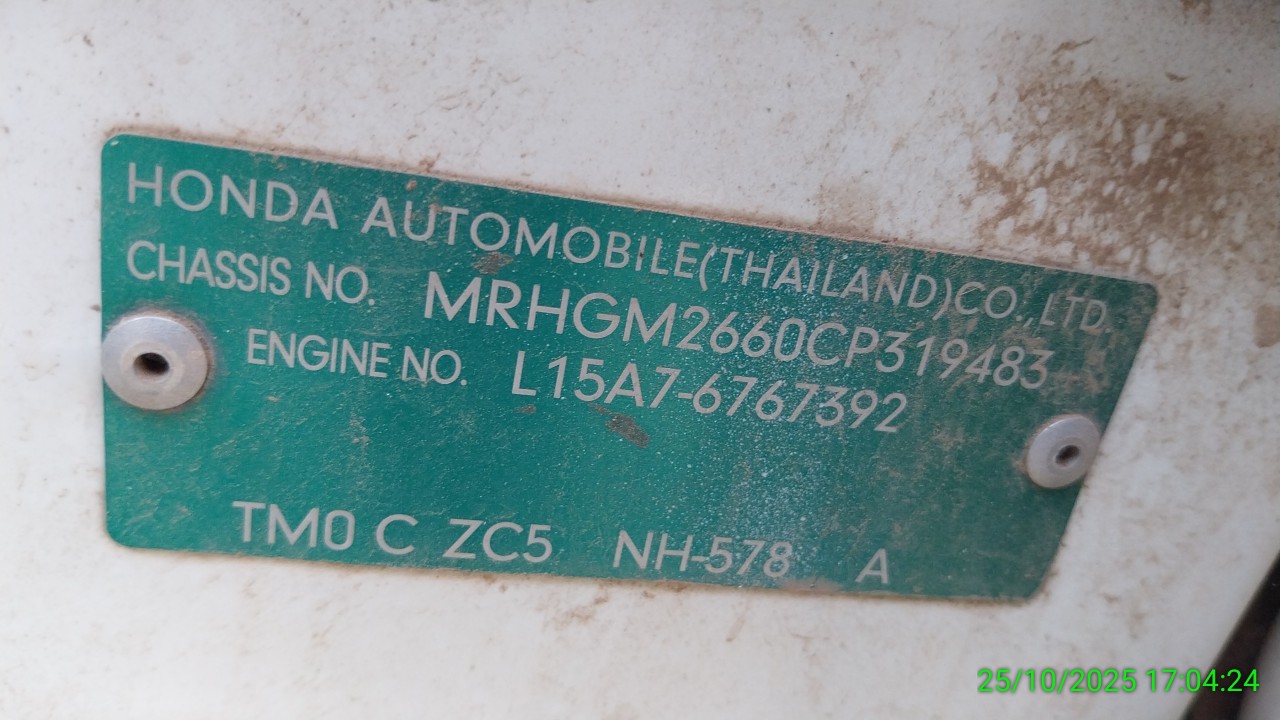 HONDA AUTOMOBILE(THAILAND)CO.,LTD.
CHASSIS NO. MRHGM2660CP319483
ENGINE NO. L15A7-6767392
TM0 C ZC5 NH-578 A
25/10/2025 17:04:24